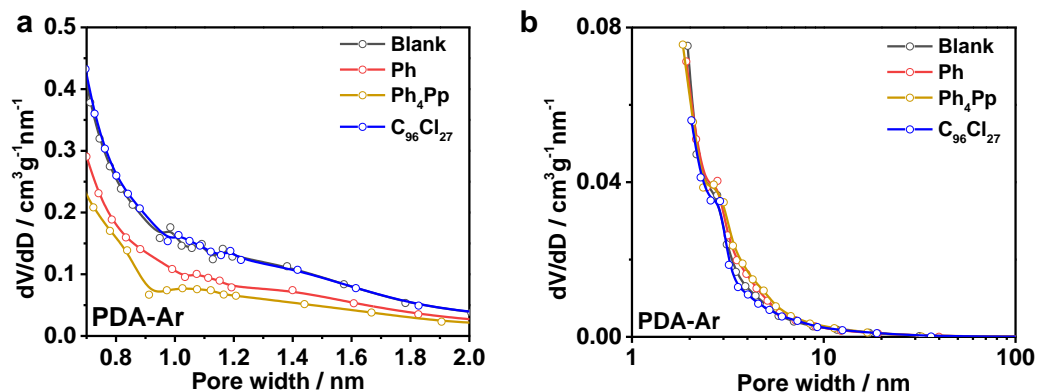 a
0.5
0.4
0.3
0.2
0.1
0.0
dV/dD / cm³g⁻¹nm⁻¹
Blank
Ph
Ph₄Pp
C₉₆Cl₂₇
PDA-Ar
0.8 1.0 1.2 1.4 1.6 1.8 2.0
Pore width / nm
b
0.08
0.04
0.00
dV/dD / cm³g⁻¹nm⁻¹
Blank
Ph
Ph₄Pp
C₉₆Cl₂₇
PDA-Ar
1 10 100
Pore width / nm